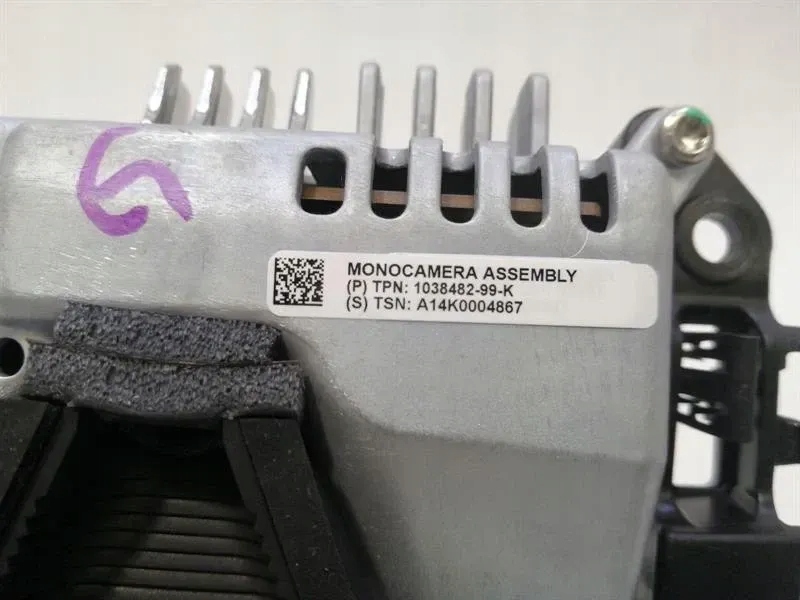 MONOCAMERA ASSEMBLY
(P) TPN: 1038482-99-K
(S) TSN: A14K0004867